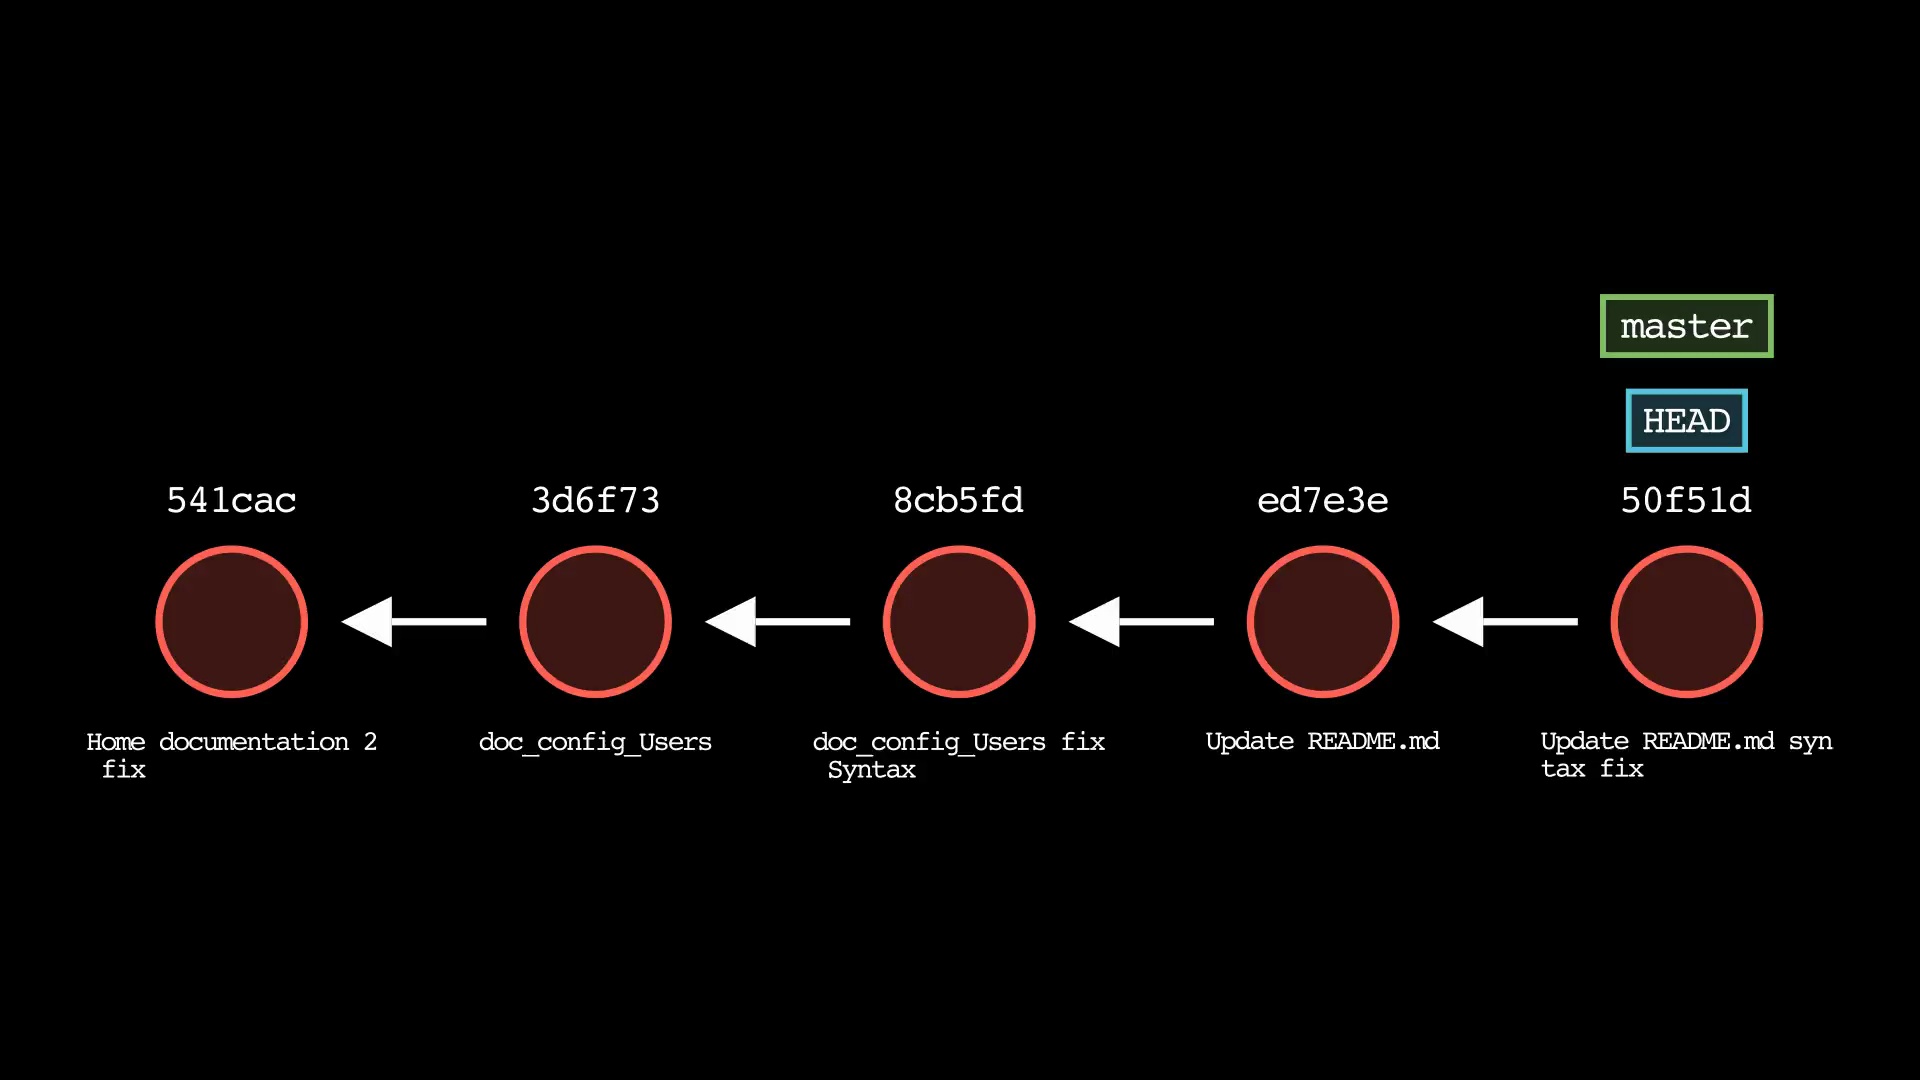 master
HEAD
541cac
3d6f73
8cb5fd
ed7e3e
50f51d
Home documentation 2
fix
doc_config_Users
doc_config_Users fix
Syntax
Update README.md
Update README.md syn
tax fix